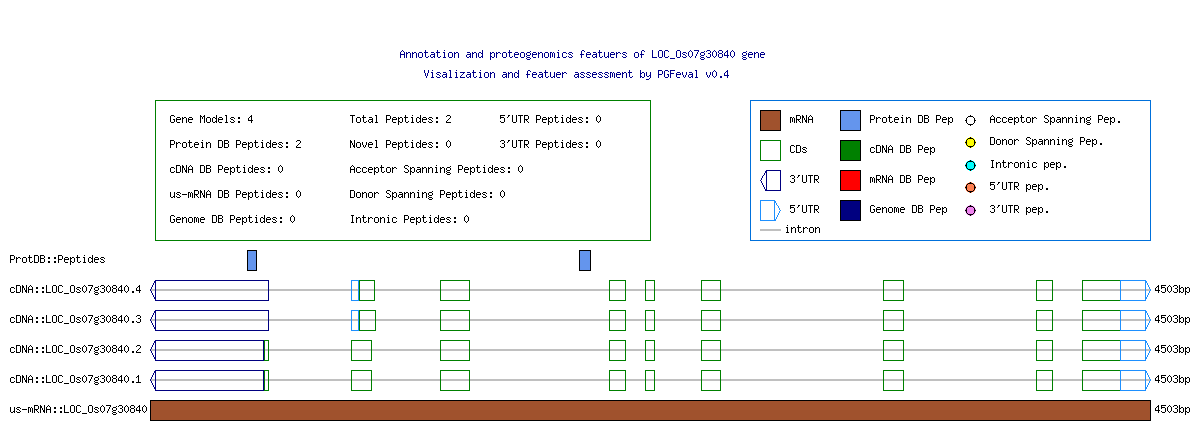 Annotation and proteogenomics featuers of LOC_Os07g30840 gene
Visalization and featuer assessment by PGFeval v0.4
Gene Models: 4 Total Peptides: 2 5'UTR Peptides: 0
Protein DB Peptides: 2 Novel Peptides: 0 3'UTR Peptides: 0
cDNA DB Peptides: 0 Acceptor Spanning Peptides: 0
us-mRNA DB Peptides: 0 Donor Spanning Peptides: 0
Genome DB Peptides: 0 Intronic Peptides: 0
mRNA Protein DB Pep Acceptor Spanning Pep.
CDs cDNA DB Pep Donor Spanning Pep.
3'UTR mRNA DB Pep Intronic pep.
5'UTR Genome DB Pep 5'UTR pep.
intron 3'UTR pep.
ProtDB::Peptides
cDNA::LOC_Os07g30840.4 4503bp
cDNA::LOC_Os07g30840.3 4503bp
cDNA::LOC_Os07g30840.2 4503bp
cDNA::LOC_Os07g30840.1 4503bp
us-mRNA::LOC_Os07g30840 4503bp